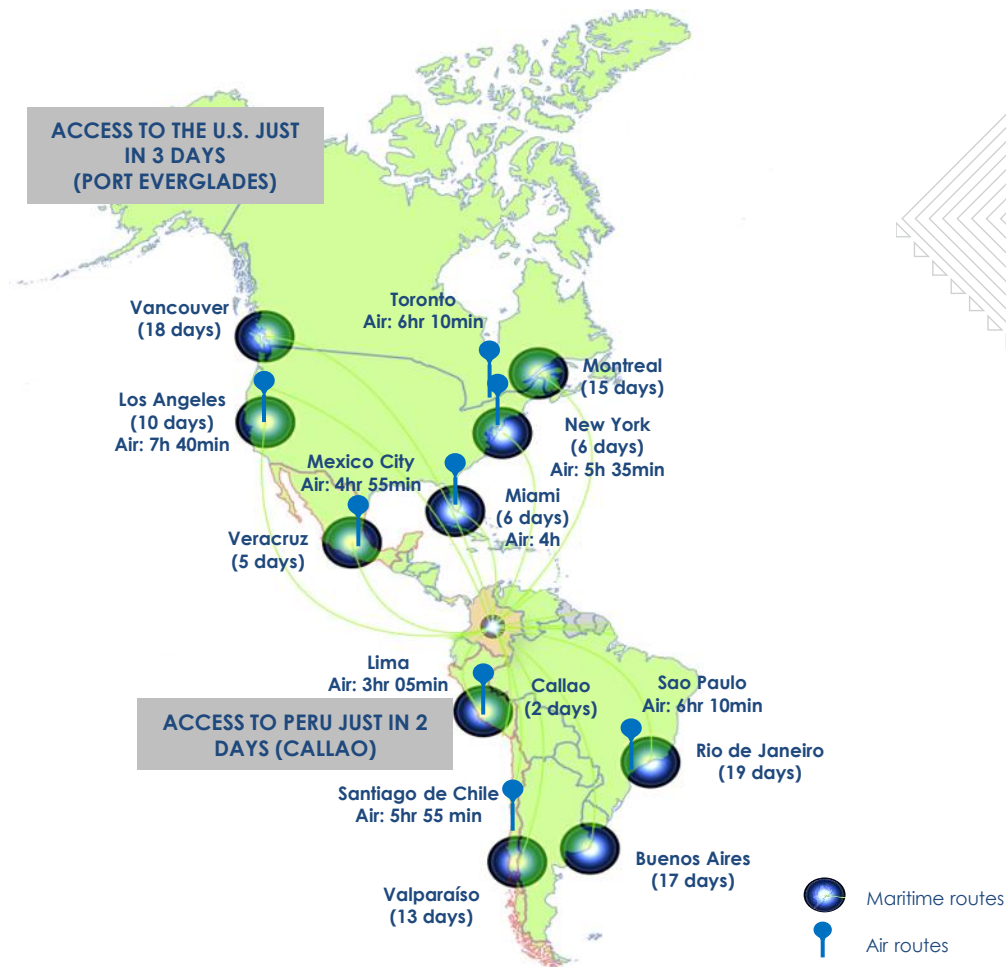 ACCESS TO THE U.S. JUST
IN 3 DAYS
(PORT EVERGLADES)
Vancouver
(18 days)
Toronto
Air: 6hr 10min
Montreal
(15 days)
Los Angeles
(10 days)
Air: 7h 40min
New York
(6 days)
Air: 5h 35min
Mexico City
Air: 4hr 55min
Miami
(6 days)
Air: 4h
Veracruz
(5 days)
Lima
Air: 3hr 05min
Callao
(2 days)
Sao Paulo
Air: 6hr 10min
ACCESS TO PERU JUST IN 2
DAYS (CALLAO)
Rio de Janeiro
(19 days)
Santiago de Chile
Air: 5hr 55 min
Buenos Aires
(17 days)
Valparaíso
(13 days)
Maritime routes
Air routes